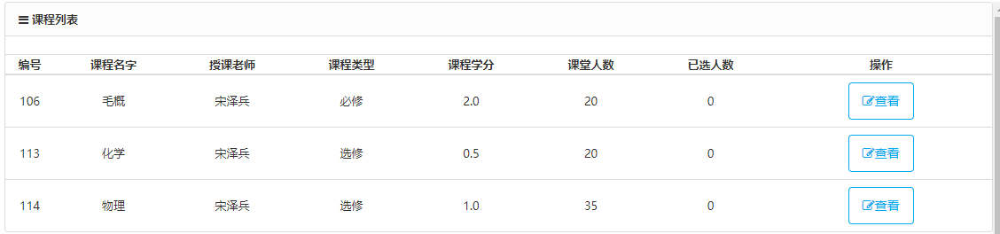 课程列表
编号 课程名字 授课老师 课程类型 课程学分 课堂人数 已选人数 操作
106 毛概 宋泽兵 必修 2.0 20 0 查看
113 化学 宋泽兵 选修 0.5 20 0 查看
114 物理 宋泽兵 选修 1.0 35 0 查看